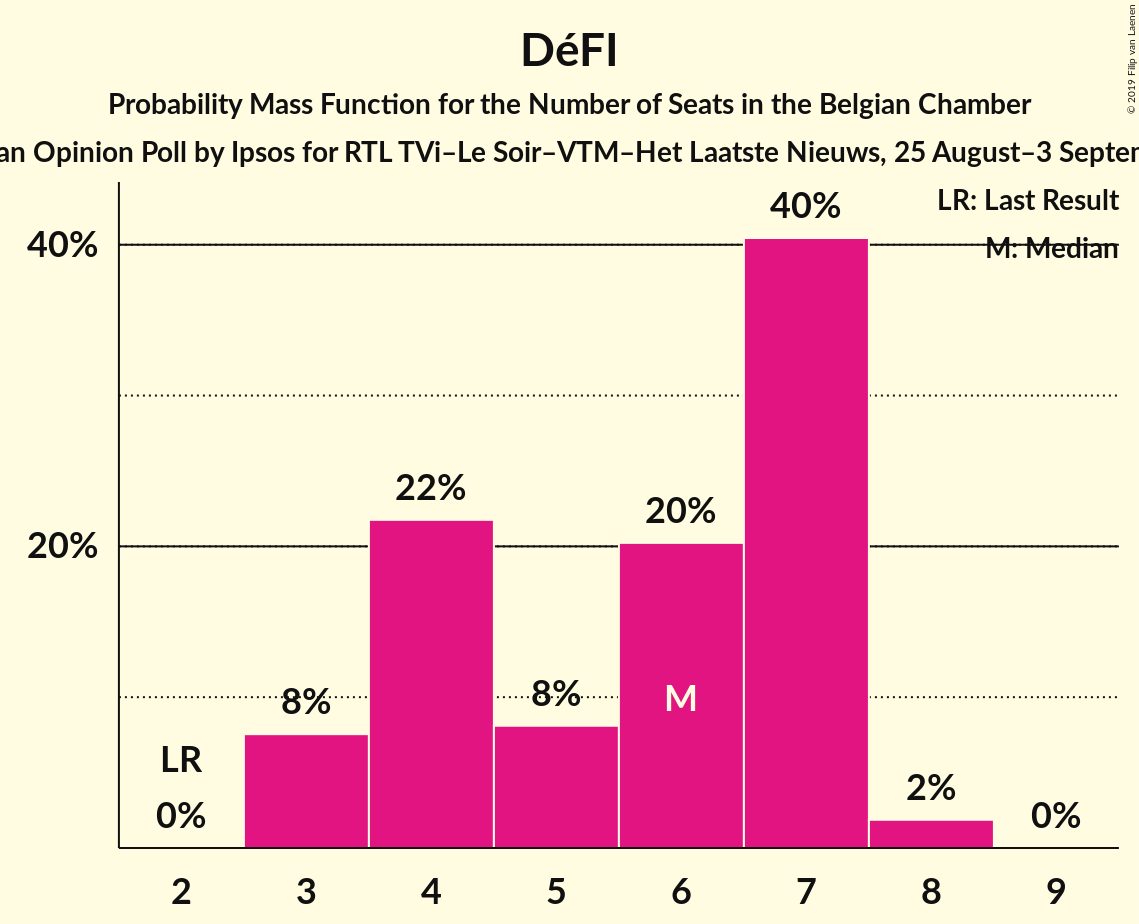 DéFI
Probability Mass Function for the Number of Seats in the Belgian Chamber
an Opinion Poll by Ipsos for RTL TVi–Le Soir–VTM–Het Laatste Nieuws, 25 August–3
© 2019 Filip van Laenen
LR: Last Result
M: Median
40%
20%
40%
22%
20%
8%
8%
M
LR
0%
2%
0%
2 3 4 5 6 7 8 9